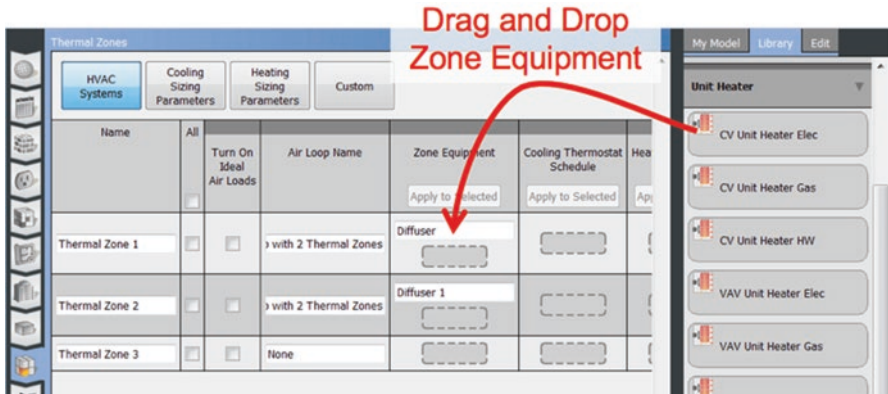 Drag and Drop
Zone Equipment
Thermal Zones
My Model Library Edit
HVAC
Systems
Cooling
Sizing
Parameters
Heating
Sizing
Parameters
Custom
Unit Heater
Name
All
Turn On
Ideal
Air Loads
Air Loop Name
Zone Equipment
Apply to Selected
Cooling Thermostat
Schedule
Apply to Selected
Hea
Ap
Thermal Zone 1
with 2 Thermal Zones
Diffuser
Thermal Zone 2
with 2 Thermal Zones
Diffuser 1
Thermal Zone 3
None
CV Unit Heater Elec
CV Unit Heater Gas
CV Unit Heater HW
VAV Unit Heater Elec
VAV Unit Heater Gas